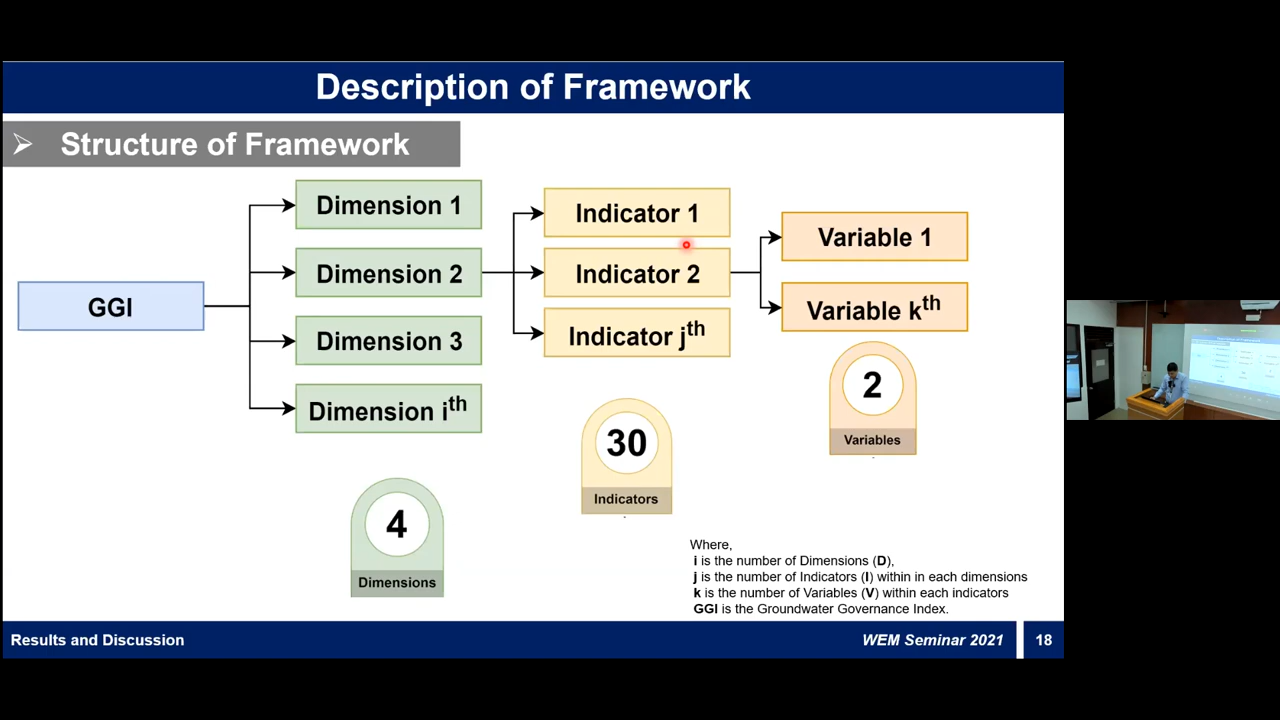 Description of Framework
Structure of Framework
GGI
Dimension 1
Dimension 2
Dimension 3
Dimension ith
Indicator 1
Indicator 2
Indicator jth
Variable 1
Variable kth
4
Dimensions
30
Indicators
2
Variables
Where,
i is the number of Dimensions (D),
j is the number of Indicators (I) within in each dimensions
k is the number of Variables (V) within each indicators
GGI is the Groundwater Governance Index.
Results and Discussion
WEM Seminar 2021
18